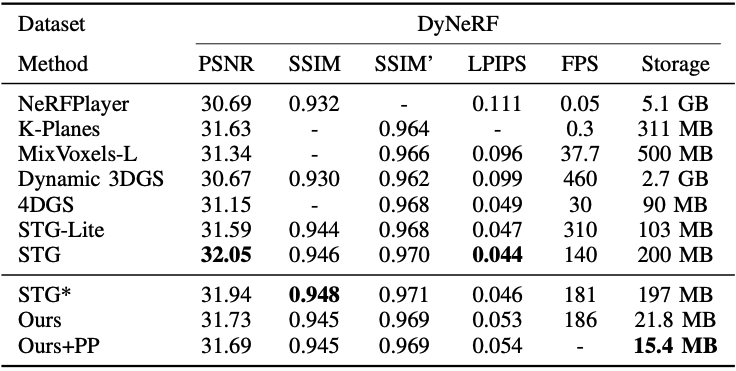 Dataset DyNeRF
Method PSNR SSIM SSIM’ LPIPS FPS Storage
NeRFPlayer 30.69 0.932 - 0.111 0.05 5.1 GB
K-Planes 31.63 - 0.964 - 0.3 311 MB
MixVoxels-L 31.34 - 0.966 0.096 37.7 500 MB
Dynamic 3DGS 30.67 0.930 0.962 0.099 460 2.7 GB
4DGS 31.15 - 0.968 0.049 30 90 MB
STG-Lite 31.59 0.944 0.968 0.047 310 103 MB
STG 32.05 0.946 0.970 0.044 140 200 MB
STG* 31.94 0.948 0.971 0.046 181 197 MB
Ours 31.73 0.945 0.969 0.053 186 21.8 MB
Ours+PP 31.69 0.945 0.969 0.054 - 15.4 MB